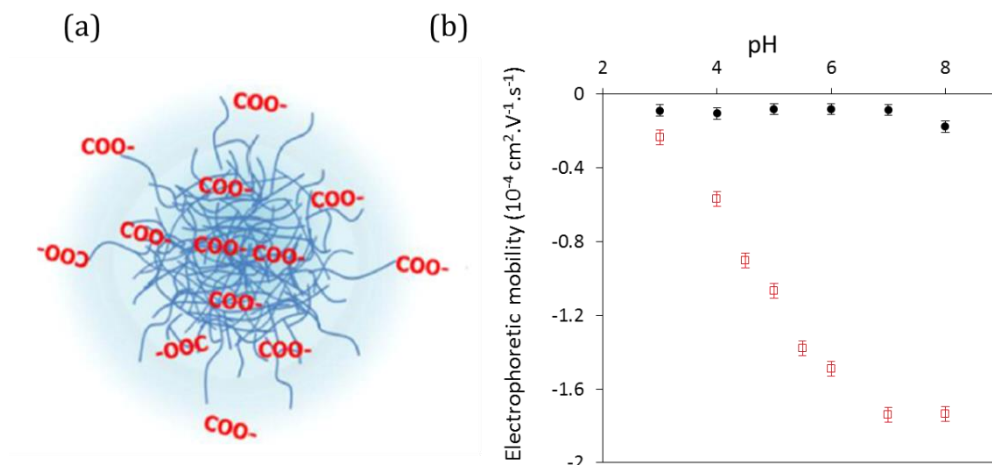 (a)
COO-
COO-
COO-
COO-
COO-
COO-
COO-
-OOC
COO-
COO-
-OOC
COO-
COO-
(b)
pH
2
4
6
8
0
-0.4
-0.8
-1.2
-1.6
-2
Electrophoretic mobility (10⁻⁴ cm².V⁻¹.s⁻¹)